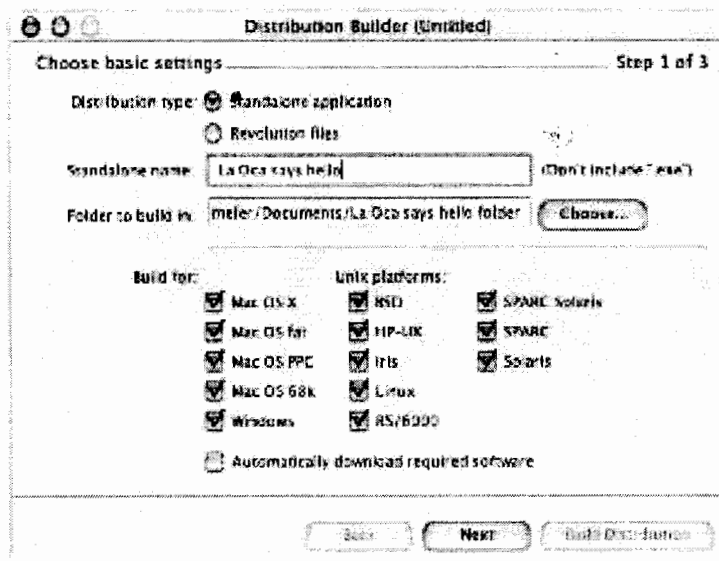 Distribution Builder (Untitled)
Choose basic settings
Step 1 of 3
Distribution type:
Standalone application
Revolution files
Standalone name:
La Oca says hello
(Don't include ".exe")
Folder to build in:
meler/Documents/La Oca says hello folder
Choose...
Build for:
Unix platforms:
Mac OS X
BSD
SPARC Solaris
Mac OS fat
HP-UX
SPARC
Mac OS PPC
Iris
Solaris
Mac OS 68k
Linux
Windows
RS/6000
Automatically download required software
Back
Next
Build Distribution